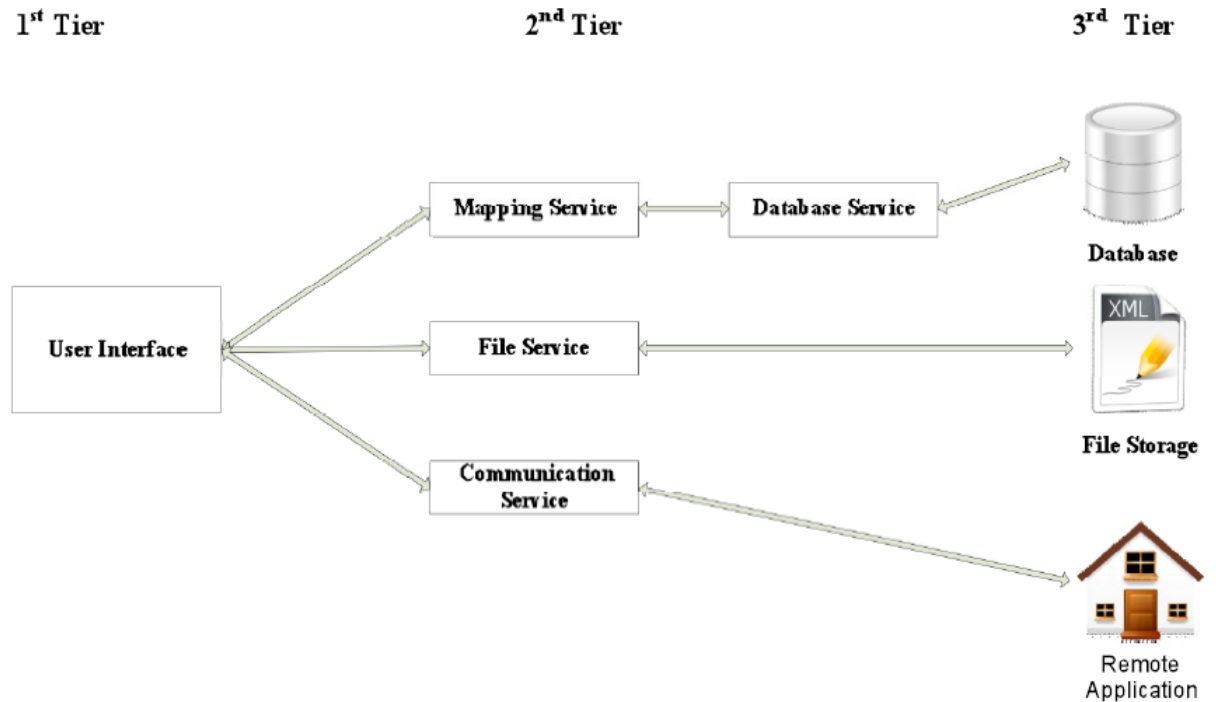 1st Tier
2nd Tier
3rd Tier
Mapping Service
Database Service
Database
User Interface
File Service
XML
File Storage
Communication
Service
Remote
Application